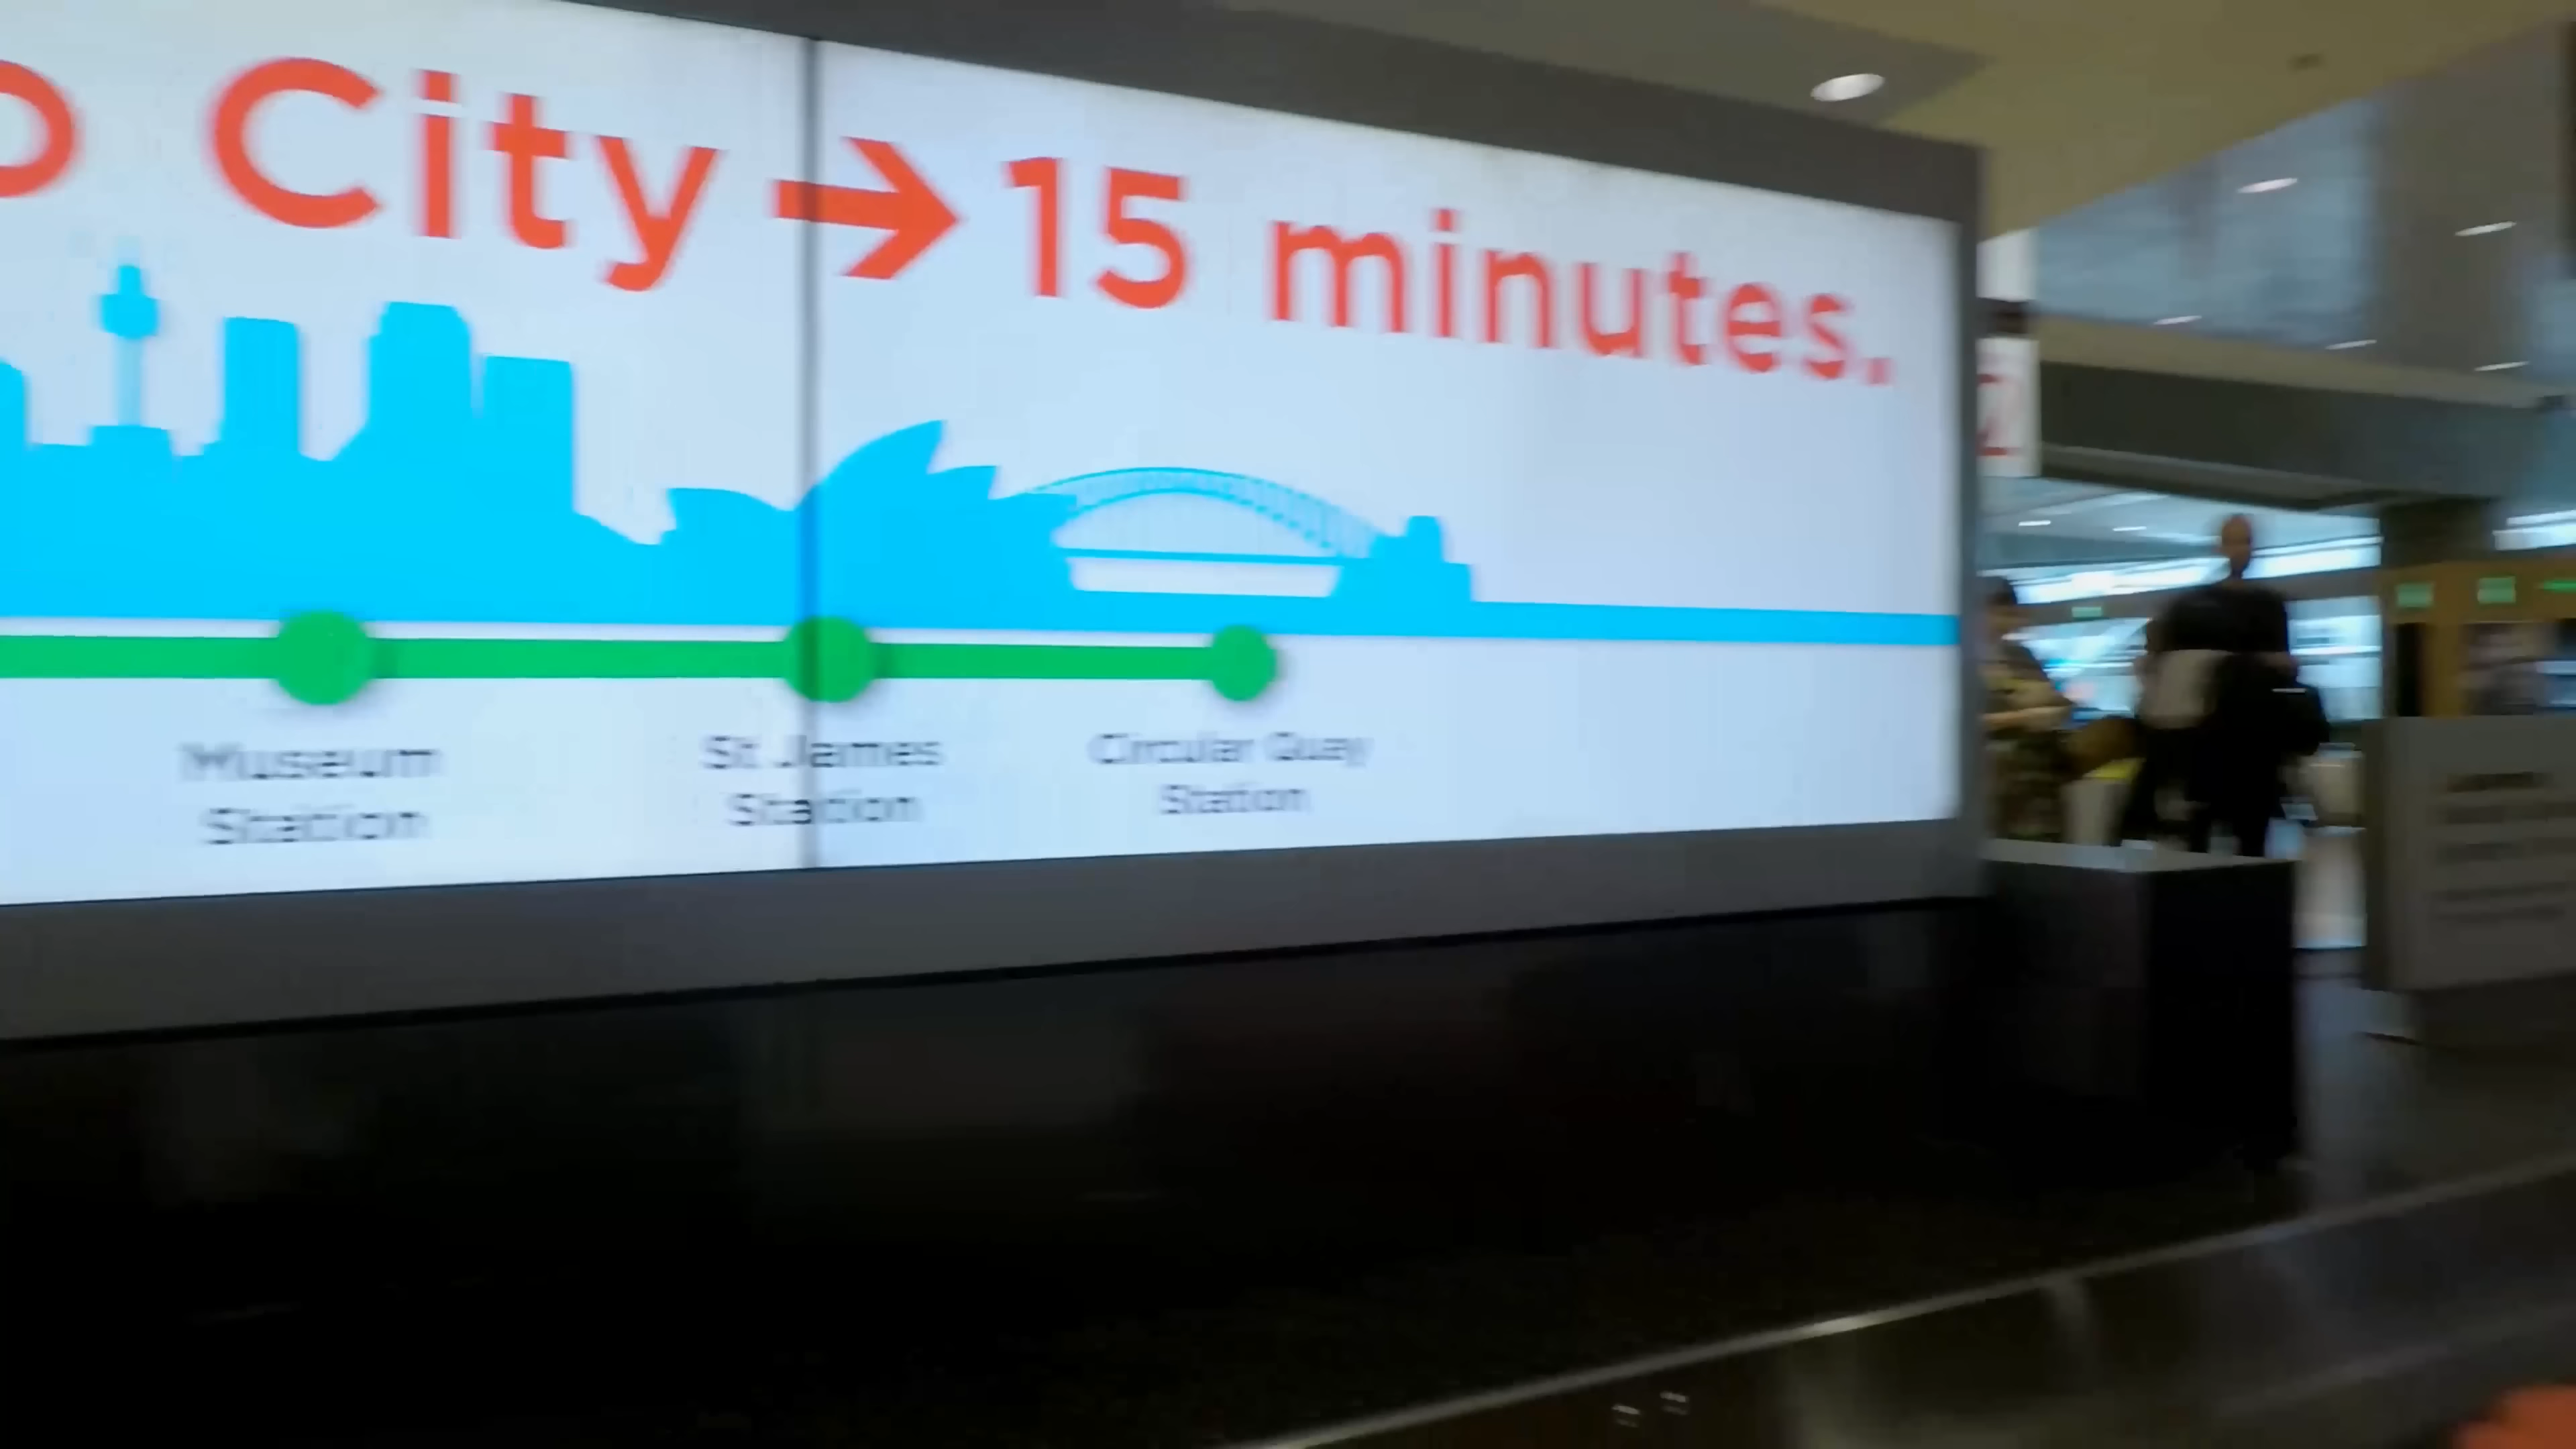 City → 15 minutes.
Museum
Station
St James
Station
Circular Quay
Station